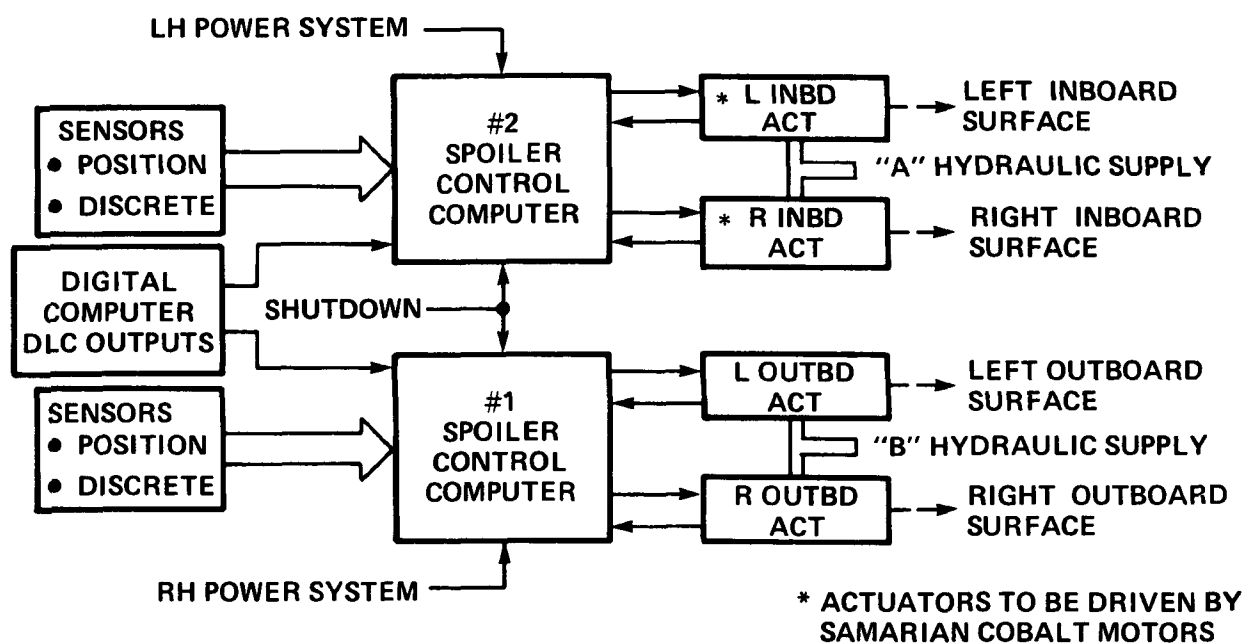 LH POWER SYSTEM
SENSORS
• POSITION
• DISCRETE
#2
SPOILER
CONTROL
COMPUTER
* L INBD
ACT
LEFT INBOARD
SURFACE
"A" HYDRAULIC SUPPLY
* R INBD
ACT
RIGHT INBOARD
SURFACE
DIGITAL
COMPUTER
DLC OUTPUTS
SHUTDOWN
SENSORS
• POSITION
• DISCRETE
#1
SPOILER
CONTROL
COMPUTER
L OUTBD
ACT
LEFT OUTBOARD
SURFACE
"B" HYDRAULIC SUPPLY
R OUTBD
ACT
RIGHT OUTBOARD
SURFACE
RH POWER SYSTEM
* ACTUATORS TO BE DRIVEN BY
SAMARIAN COBALT MOTORS